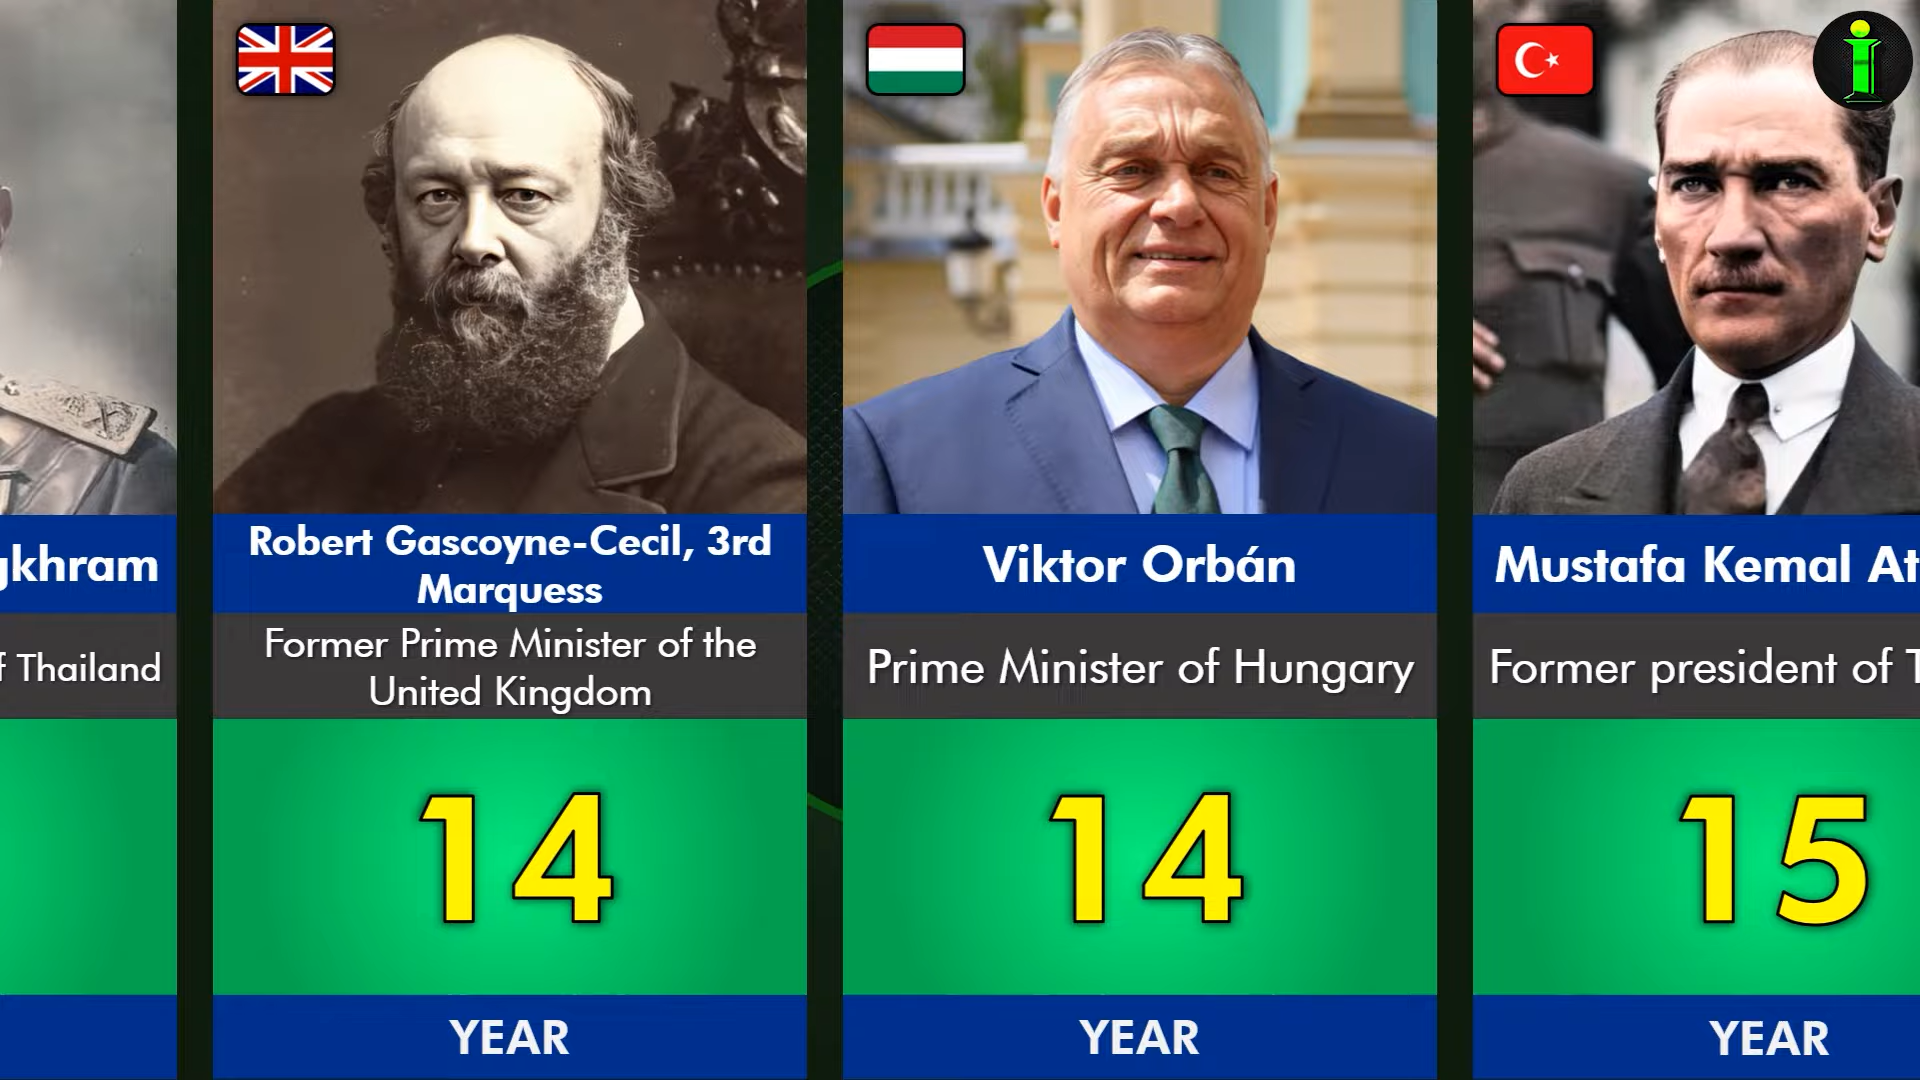 gkhram
f Thailand
Robert Gascoyne-Cecil, 3rd
Marquess
Former Prime Minister of the
United Kingdom
14
YEAR
Viktor Orbán
Prime Minister of Hungary
14
YEAR
Mustafa Kemal At
Former president of T
15
YEAR